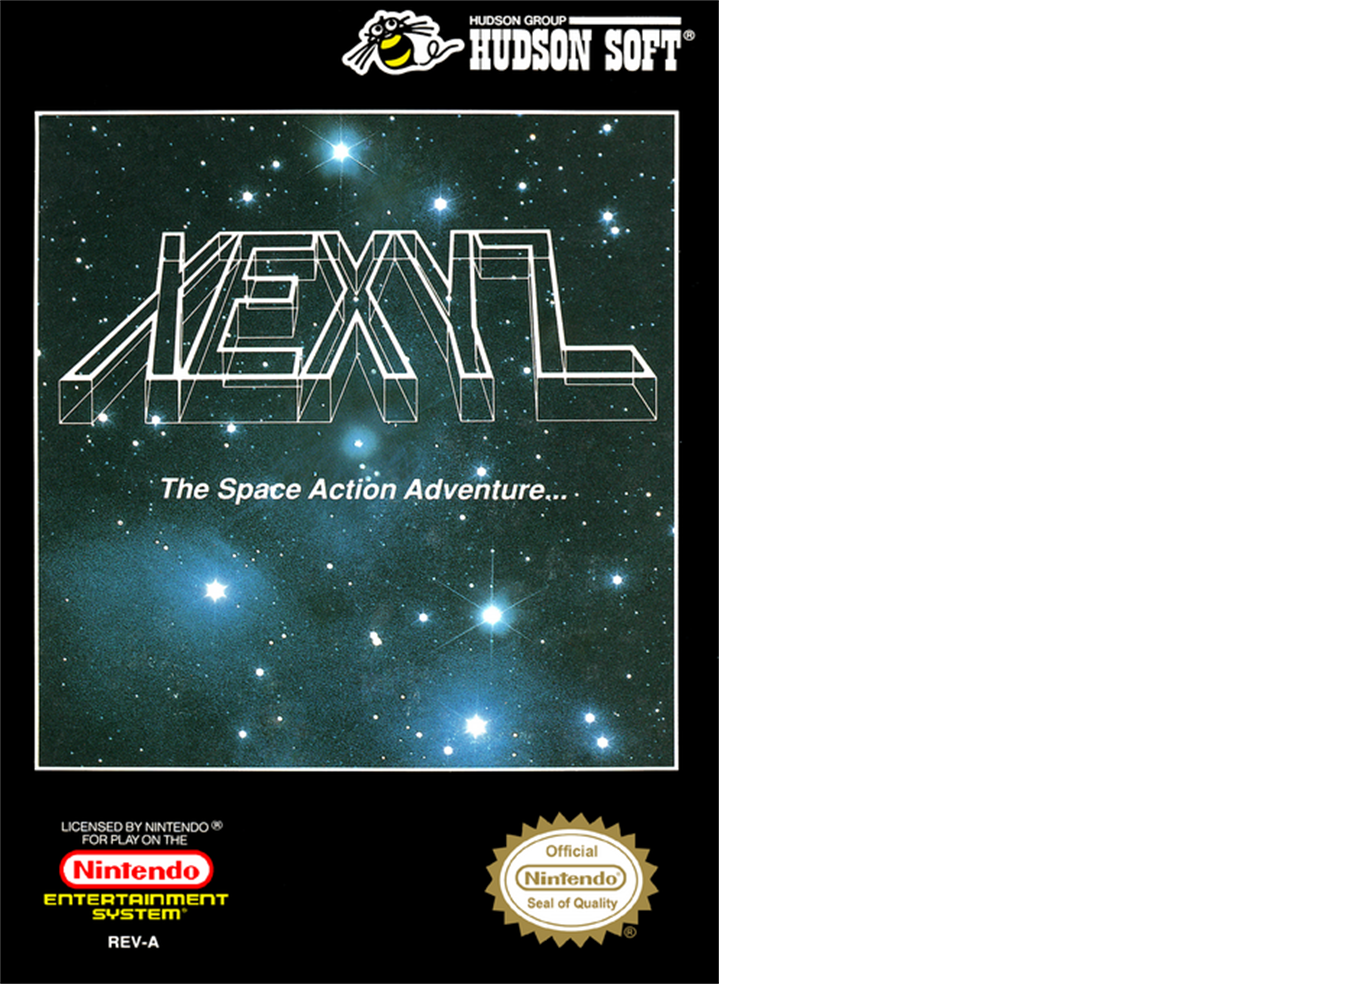 HUDSON GROUP
HUDSON SOFT®
XEXYZ
The Space Action Adventure...
LICENSED BY NINTENDO®
FOR PLAY ON THE
Nintendo
ENTERTAINMENT
SYSTEM®
REV-A
Official
Nintendo®
Seal of Quality
®